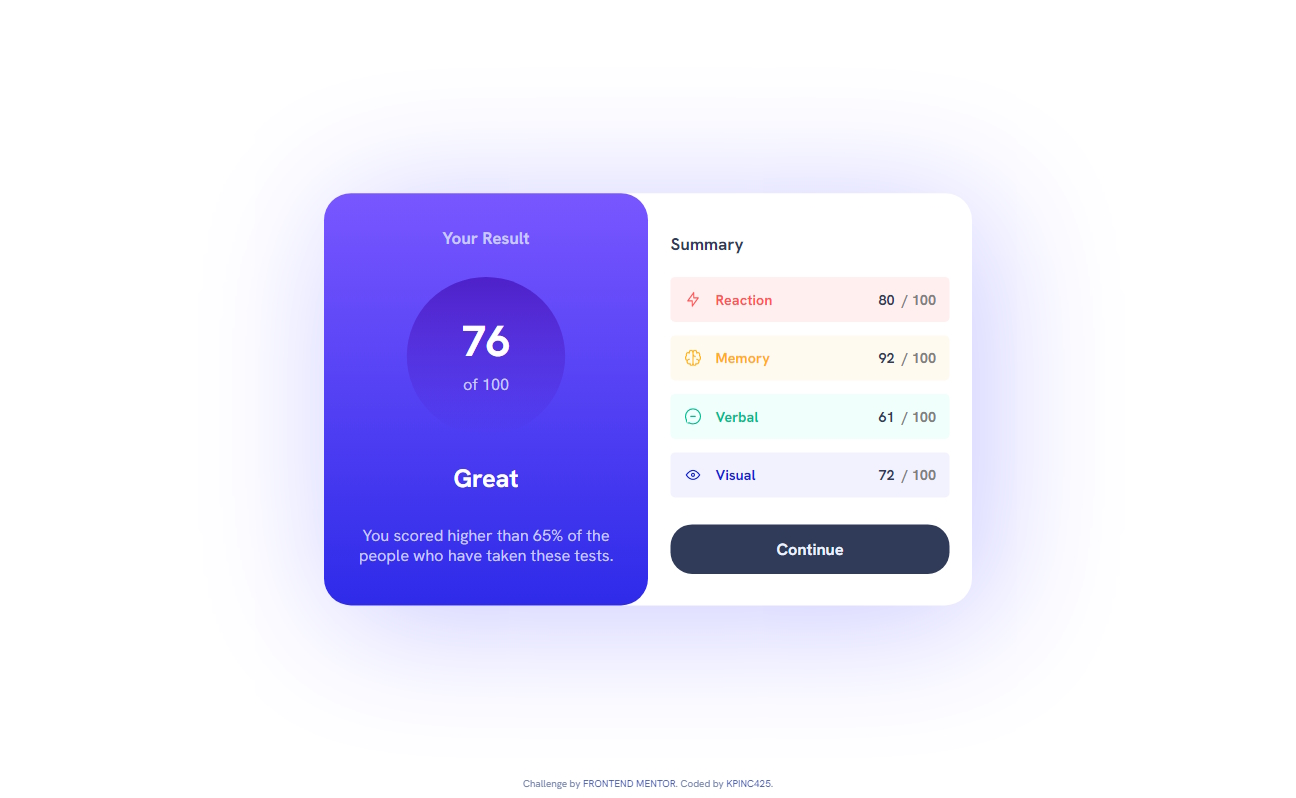 Your Result
76
of 100
Great
You scored higher than 65% of the
people who have taken these tests.
Summary
Reaction 80 / 100
Memory 92 / 100
Verbal 61 / 100
Visual 72 / 100
Continue
Challenge by FRONTEND MENTOR. Coded by KPINC425.